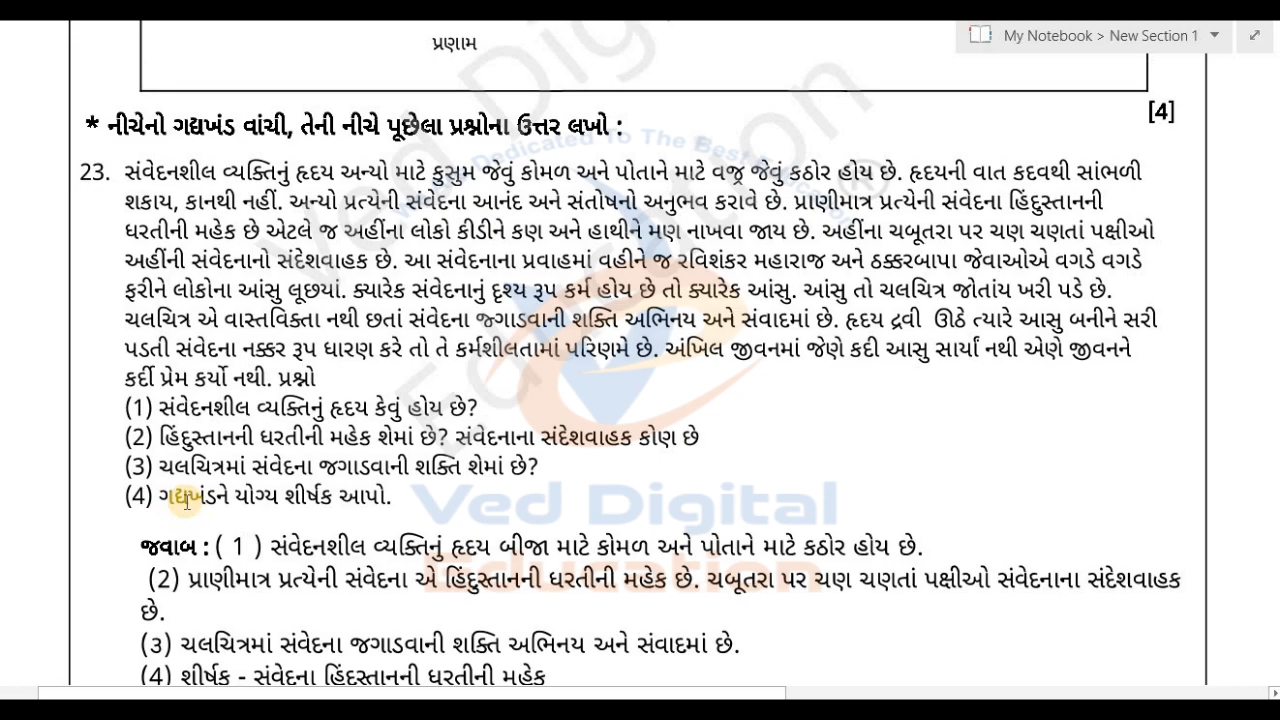 પ્રણામ
My Notebook > New Section 1
[4]
* નીચેનો ગદ્યખંડ વાંચી, તેની નીચે પૂછેલા પ્રશ્નોના ઉત્તર લખો :
23. સંવેદનશીલ વ્યક્તિનું હૃદય અન્યો માટે કુસુમ જેવું કોમળ અને પોતાને માટે વજ્ર જેવું કઠોર હોય છે. હૃદયની વાત કદવથી સાંભળી
શકાય, કાનથી નહીં. અન્યો પ્રત્યેની સંવેદના આનંદ અને સંતોષનો અનુભવ કરાવે છે. પ્રાણીમાત્ર પ્રત્યેની સંવેદના હિંદુસ્તાનની
ધરતીની મહેક છે એટલે જ અહીંના લોકો કીડીને કણ અને હાથીને મણ નાખવા જાય છે. અહીંના ચબૂતરા પર ચણ ચણતાં પક્ષીઓ
અહીંની સંવેદનાનો સંદેશવાહક છે. આ સંવેદનાના પ્રવાહમાં વહીને જ રવિશંકર મહારાજ અને ઠક્કરબાપા જેવાઓએ વગડે વગડે
ફરીને લોકોના આંસુ લૂછયાં. ક્યારેક સંવેદનાનું દૃશ્ય રૂપ કર્મ હોય છે તો ક્યારેક આંસુ. આંસુ તો ચલચિત્ર જોતાંય ખરી પડે છે.
ચલચિત્ર એ વાસ્તવિક્તા નથી છતાં સંવેદના જગાડવાની શક્તિ અભિનય અને સંવાદમાં છે. હૃદય દ્રવી ઊઠે ત્યારે આસુ બનીને સરી
પડતી સંવેદના નક્કર રૂપ ધારણ કરે તો તે કર્મશીલતામાં પરિણમે છે. અંખિલ જીવનમાં જેણે કદી આસુ સાર્યાં નથી એણે જીવનને
કર્દી પ્રેમ કર્યો નથી. પ્રશ્નો
(1) સંવેદનશીલ વ્યક્તિનું હૃદય કેવું હોય છે?
(2) હિંદુસ્તાનની ધરતીની મહેક શેમાં છે? સંવેદનાના સંદેશવાહક કોણ છે
(3) ચલચિત્રમાં સંવેદના જગાડવાની શક્તિ શેમાં છે?
(4) ગદ્યખંડને યોગ્ય શીર્ષક આપો.
જવાબ : ( 1 ) સંવેદનશીલ વ્યક્તિનું હૃદય બીજા માટે કોમળ અને પોતાને માટે કઠોર હોય છે.
(2) પ્રાણીમાત્ર પ્રત્યેની સંવેદના એ હિંદુસ્તાનની ધરતીની મહેક છે. ચબૂતરા પર ચણ ચણતાં પક્ષીઓ સંવેદનાના સંદેશવાહક
છે.
(૩) ચલચિત્રમાં સંવેદના જગાડવાની શક્તિ અભિનય અને સંવાદમાં છે.
(4) શીર્ષક - સંવેદના હિંદુસ્તાનની ધરતીની મહેક
Ved Digital
Education